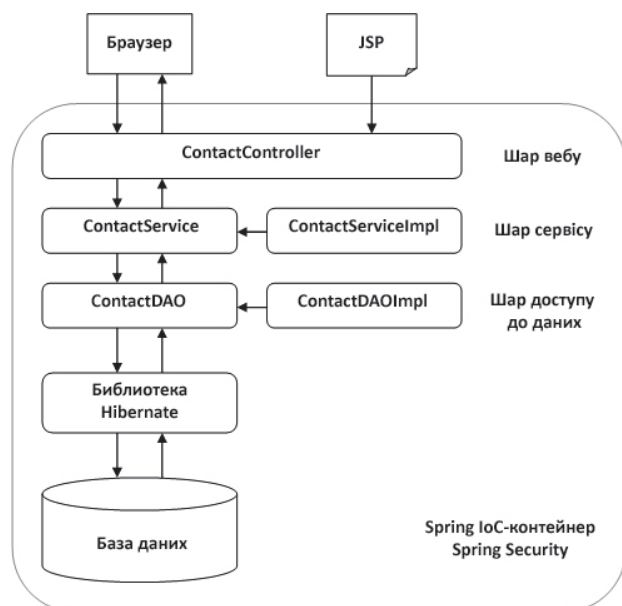 Браузер
JSP
ContactController
Шар вебу
ContactService
ContactServiceImpl
Шар сервісу
ContactDAO
ContactDAOImpl
Шар доступу
до даних
Библиотека
Hibernate
База даних
Spring IoC-контейнер
Spring Security